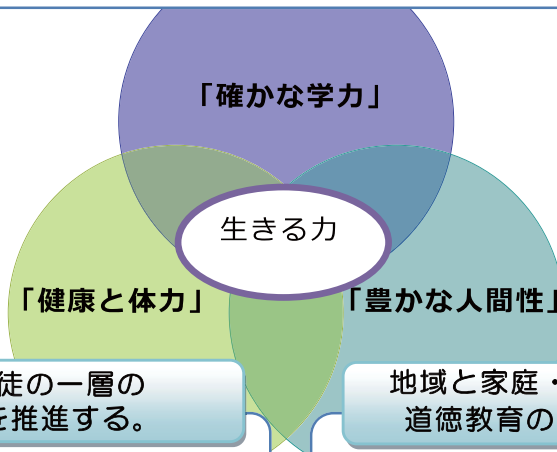 「確かな学力」
生きる力
「健康と体力」
「豊かな人間性」
徒の一層の
を推進する。
地域と家庭・
道徳教育の